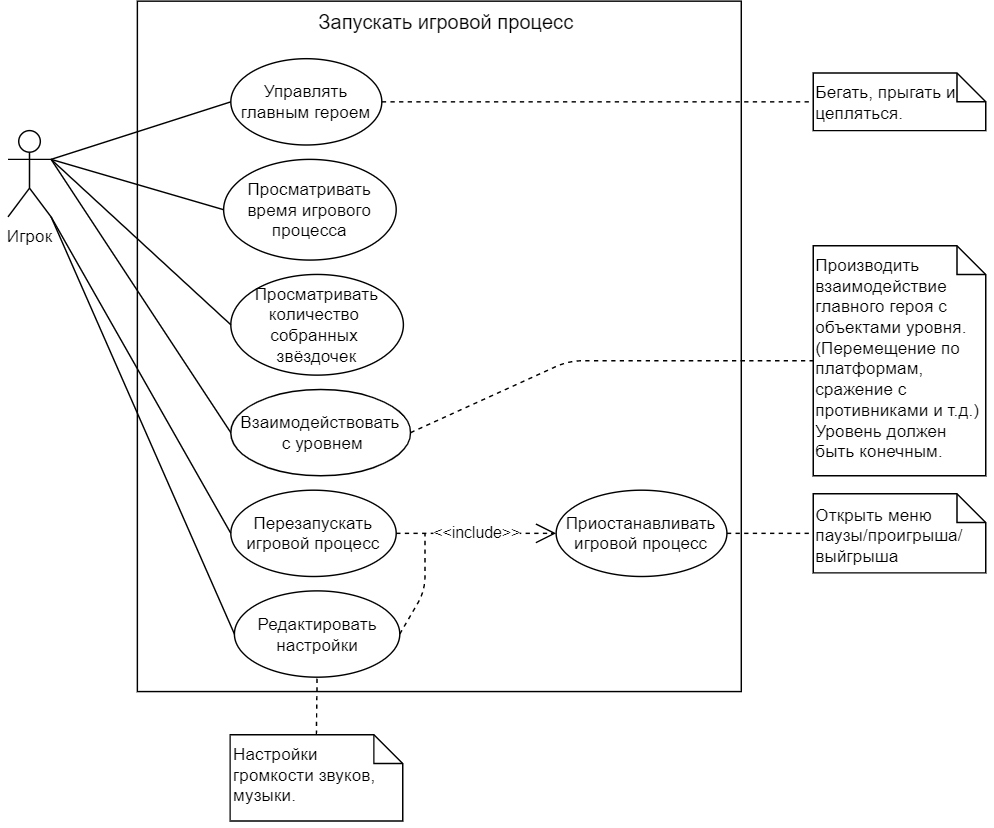 Запускать игровой процесс
Управлять
главным героем
Бегать, прыгать и
цепляться.
Игрок
Просматривать
время игрового
процесса
Просматривать
количество
собранных
звёздочек
Производить
взаимодействие
главного героя с
объектами уровня.
(Перемещение по
платформам,
сражение с
противниками и т.д.)
Уровень должен
быть конечным.
Взаимодействовать
с уровнем
Перезапускать
игровой процесс
<<include>>
Приостанавливать
игровой процесс
Открыть меню
паузы/проигрыша/
выйгрыша
Редактировать
настройки
Настройки
громкости звуков,
музыки.